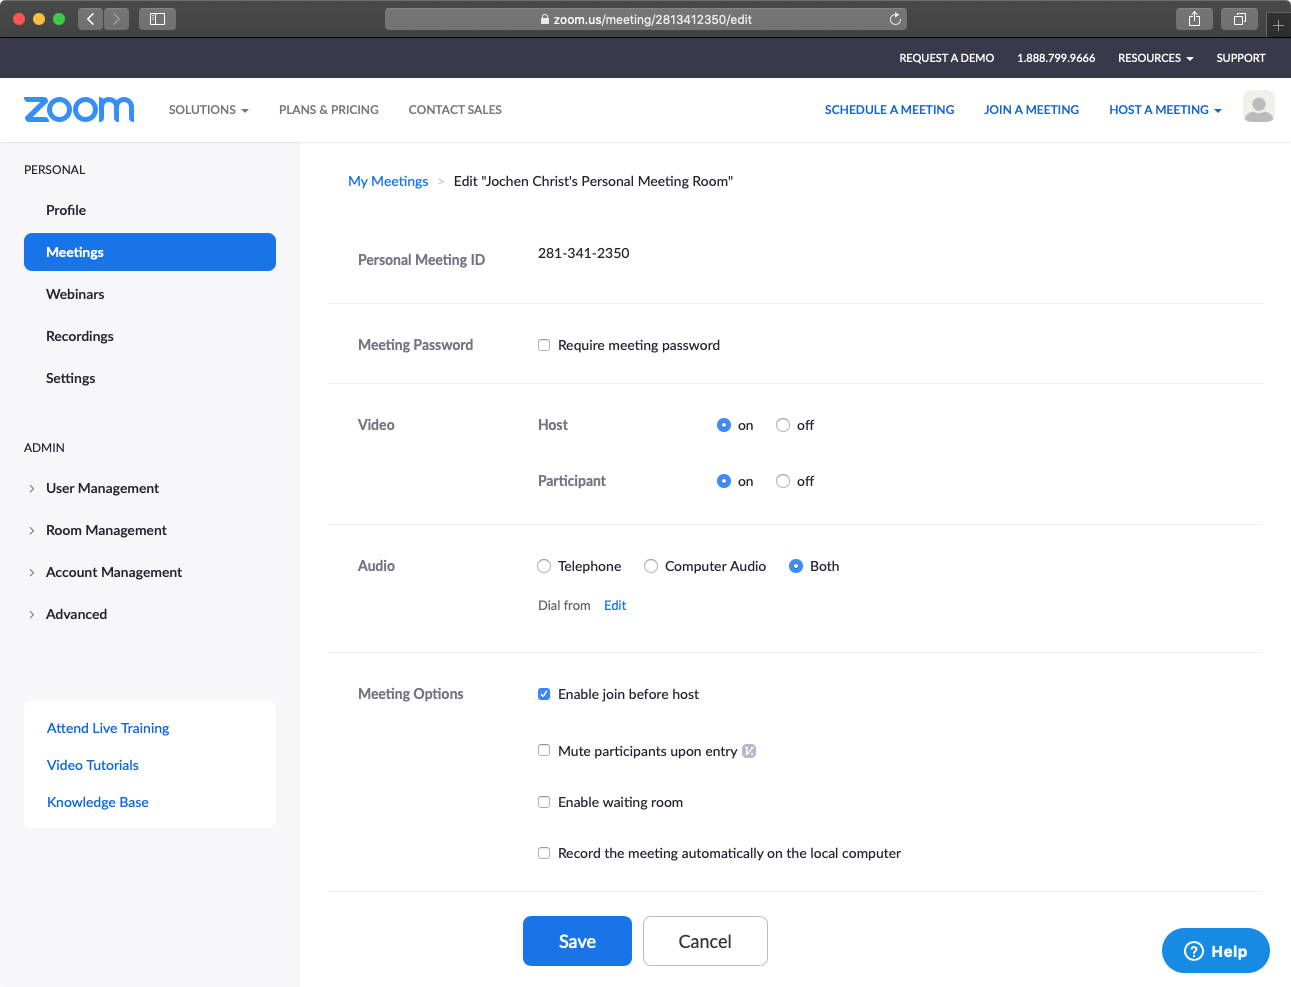 zoom.us/meeting/2813412350/edit
REQUEST A DEMO 1.888.799.9666 RESOURCES SUPPORT
zoom SOLUTIONS PLANS & PRICING CONTACT SALES SCHEDULE A MEETING JOIN A MEETING HOST A MEETING
PERSONAL
Profile
Meetings
Webinars
Recordings
Settings
ADMIN
User Management
Room Management
Account Management
Advanced
Attend Live Training
Video Tutorials
Knowledge Base
My Meetings > Edit "Jochen Christ's Personal Meeting Room"
Personal Meeting ID 281-341-2350
Meeting Password Require meeting password
Video Host on off
Participant on off
Audio Telephone Computer Audio Both
Dial from Edit
Meeting Options Enable join before host
Mute participants upon entry
Enable waiting room
Record the meeting automatically on the local computer
Save Cancel
? Help